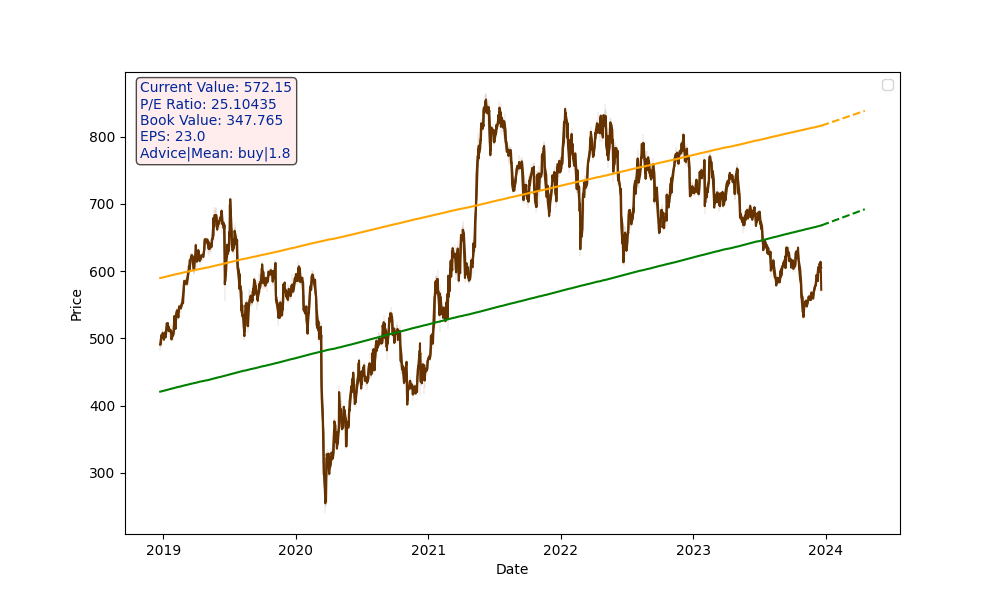 Current Value: 572.15
P/E Ratio: 25.10435
Book Value: 347.765
EPS: 23.0
Advice|Mean: buy|1.8
800
700
600
500
400
300
Price
2019 2020 2021 2022 2023 2024
Date